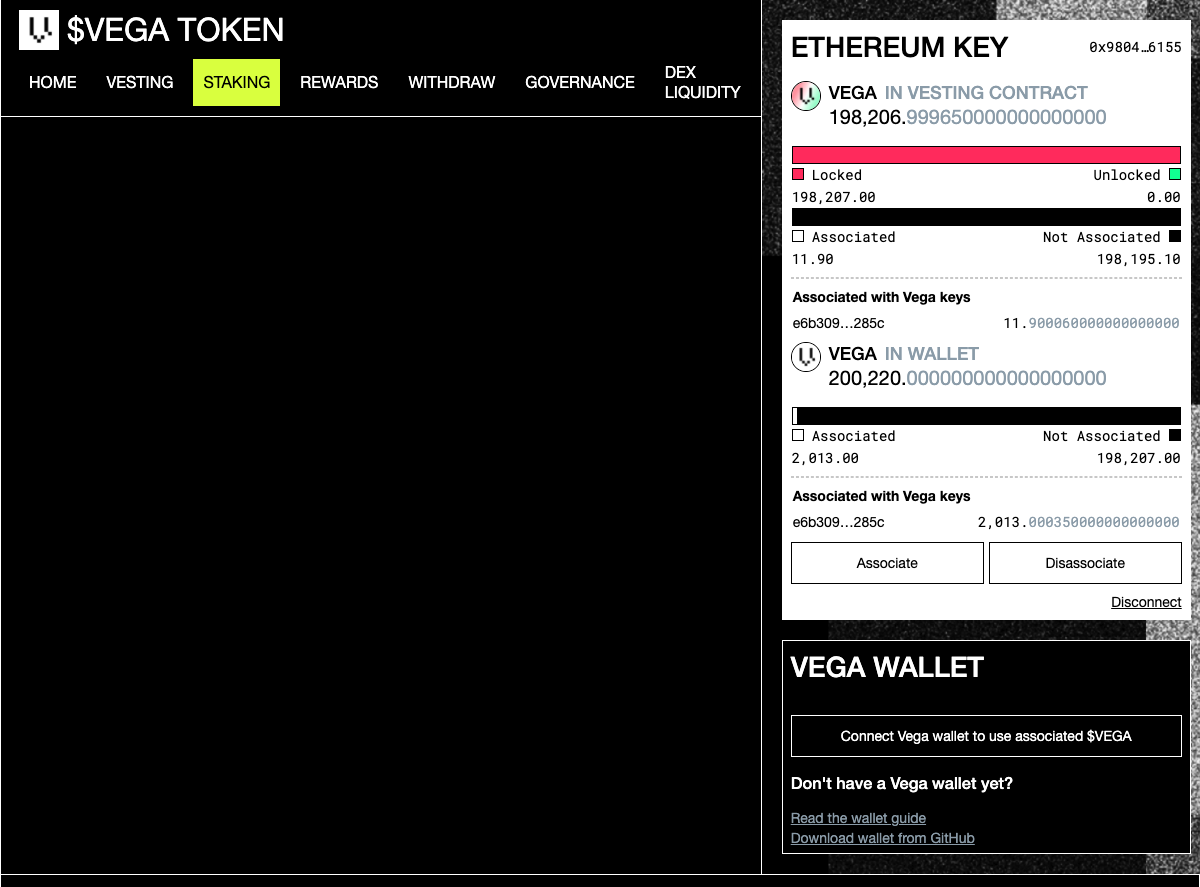 $VEGA TOKEN
HOME VESTING STAKING REWARDS WITHDRAW GOVERNANCE DEX LIQUIDITY
ETHEREUM KEY 0x9804…6155
VEGA IN VESTING CONTRACT
198,206.999650000000000000
Locked Unlocked
198,207.00 0.00
Associated Not Associated
11.90 198,195.10
Associated with Vega keys
e6b309…285c 11.900060000000000000
VEGA IN WALLET
200,220.000000000000000000
Associated Not Associated
2,013.00 198,207.00
Associated with Vega keys
e6b309…285c 2,013.000350000000000000
Associate Disassociate
Disconnect
VEGA WALLET
Connect Vega wallet to use associated $VEGA
Don't have a Vega wallet yet?
Read the wallet guide
Download wallet from GitHub